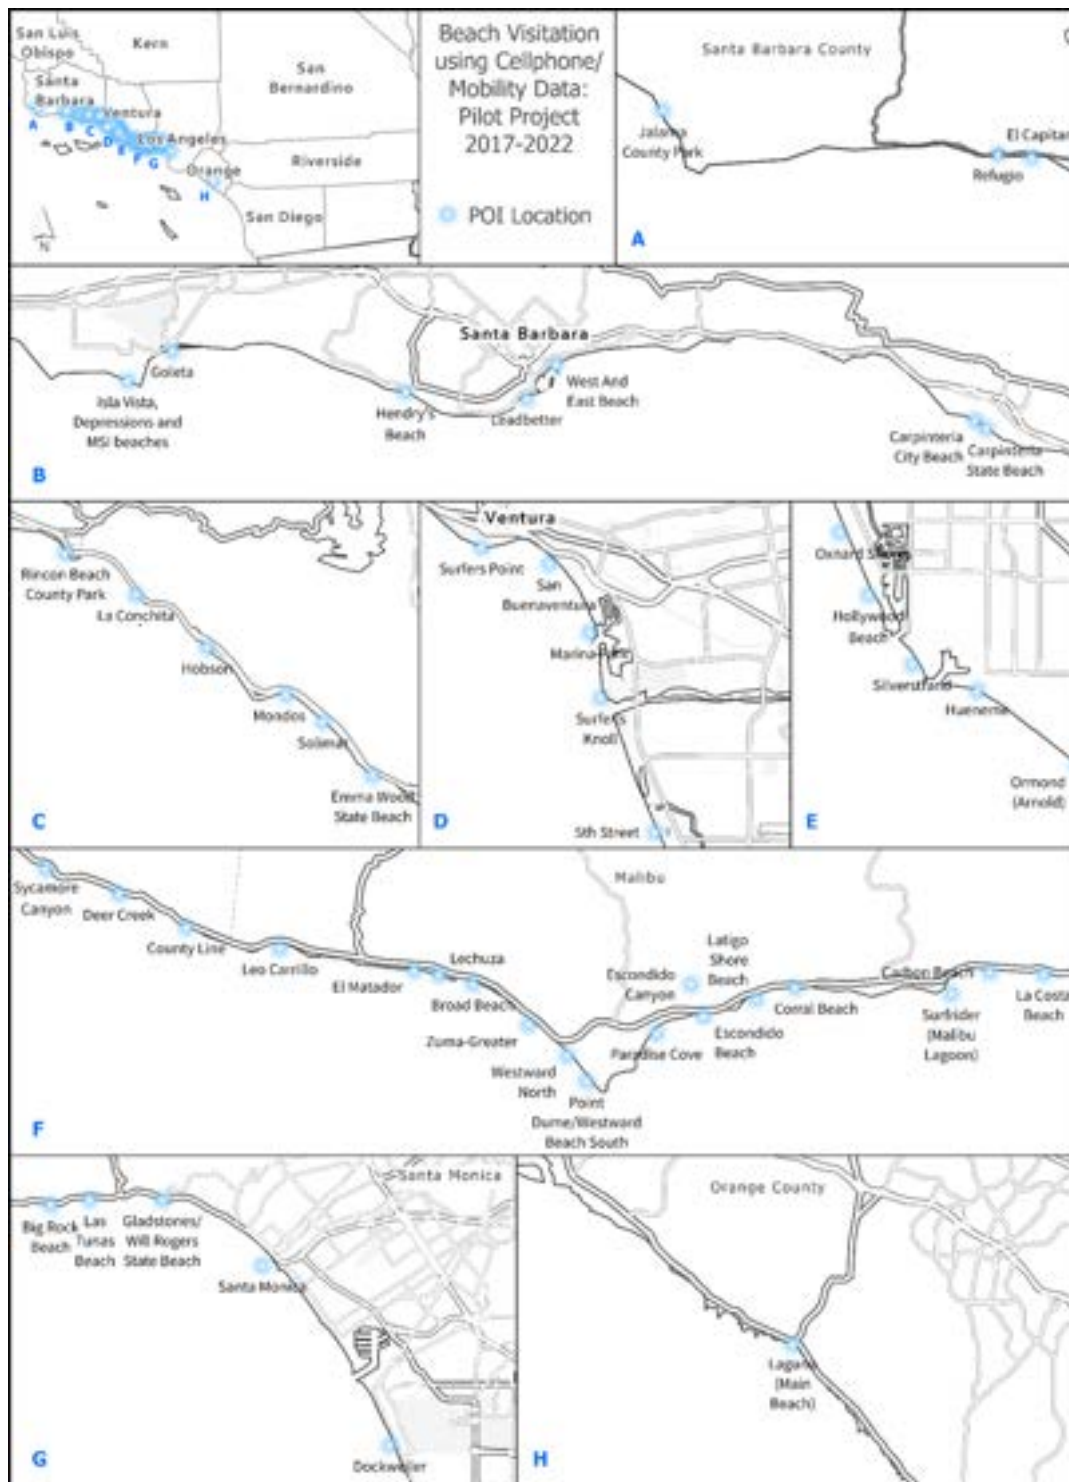 San Luis
Obispo
Kern
San
Bernardino
Santa
Barbara
Ventura
Los Angeles
Orange
Riverside
San Diego
A
B
C
D
E
F
G
H
N
Beach Visitation
using Cellphone/
Mobility Data:
Pilot Project
2017-2022
POI Location
Santa Barbara County
Jalama
County Park
El Capitan
Refugio
A
Santa Barbara
Goleta
Isla Vista,
Depressions and
MSI beaches
Hendry's
Beach
Leadbetter
West And
East Beach
Carpinteria
City Beach
Carpinteria
State Beach
B
Rincon Beach
County Park
La Conchita
Hobson
Mondos
Solimar
Emma Wood
State Beach
C
Ventura
Surfers Point
San
Buenaventura
Marina Park
Surfer's
Knoll
5th Street
D
Oxnard Shores
Hollywood
Beach
Silverstrand
Hueneme
Ormond
(Arnold)
E
Sycamore
Canyon
Deer Creek
County Line
Leo Carrillo
El Matador
Lechuza
Broad Beach
Zuma-Greater
Westward
North
Point
Dume/Westward
Beach South
Malibu
Paradise Cove
Escondido
Canyon
Escondido
Beach
Latigo
Shore
Beach
Corral Beach
Carbon Beach
Surfrider
(Malibu
Lagoon)
La Costa
Beach
F
Santa Monica
Big Rock
Beach
Las
Tunas
Beach
Gladstones/
Will Rogers
State Beach
Santa Monica
Dockweiler
G
Orange County
Laguna
(Main
Beach)
H